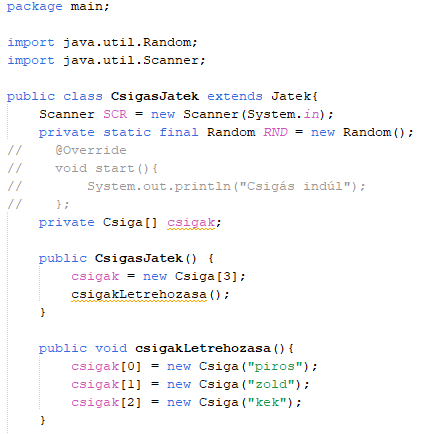 package main;

import java.util.Random;
import java.util.Scanner;

public class CsigasJatek extends Jatek{
    Scanner SCR = new Scanner(System.in);
    private static final Random RND = new Random();
//    @Override
//    void start(){
//        System.out.println("Csigás indúl");
//    };
    private Csiga[] csigak;

    public CsigasJatek() {
        csigak = new Csiga[3];
        csigakLetrehozasa();
    }

    public void csigakLetrehozasa(){
        csigak[0] = new Csiga("piros");
        csigak[1] = new Csiga("zold");
        csigak[2] = new Csiga("kek");
    }